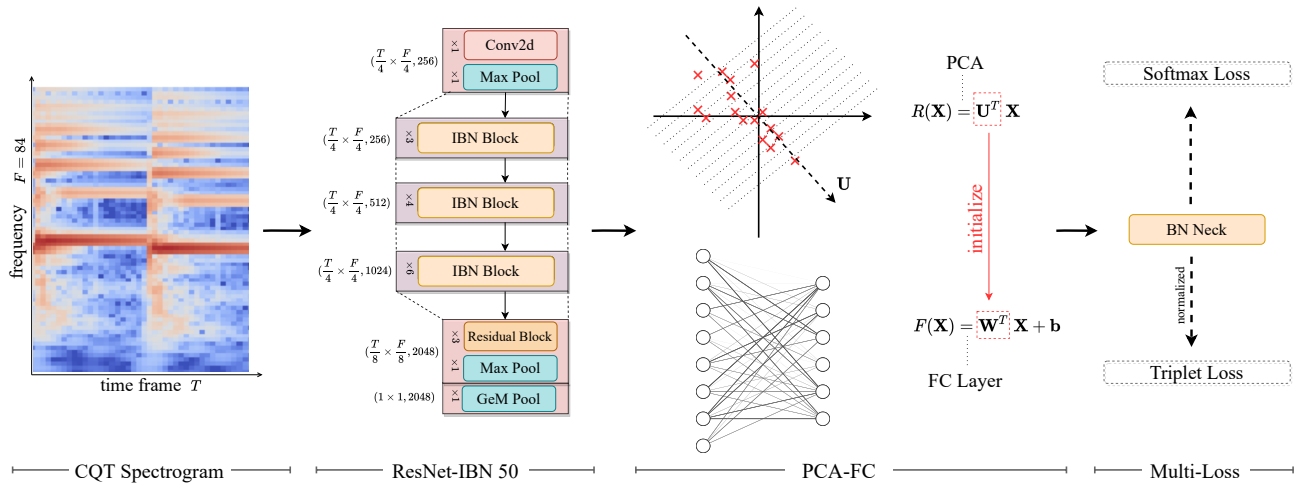 frequency F = 84
time frame T
(T/4 × F/4, 256)
×1 Conv2d
×1 Max Pool
(T/4 × F/4, 256)
×3 IBN Block
(T/4 × F/4, 512)
×4 IBN Block
(T/4 × F/4, 1024)
×6 IBN Block
(T/8 × F/8, 2048)
×3 Residual Block
×1 Max Pool
(1 × 1, 2048)
×1 GeM Pool
U
PCA
R(X) = U^T X
initialize
F(X) = W^T X + b
FC Layer
Softmax Loss
BN Neck
normalized
Triplet Loss
CQT Spectrogram
ResNet-IBN 50
PCA-FC
Multi-Loss